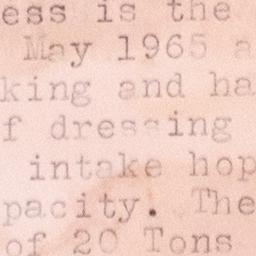 ess is the
May 1965 a
king and ha
f dressing
intake hop
pacity. The
of 20 Tons